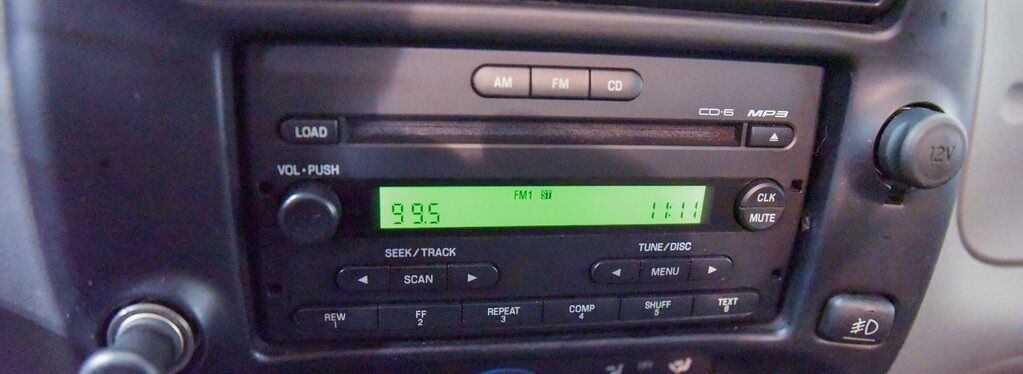 AM FM CD
CD·6 MP3
LOAD
12V
VOL•PUSH
FM1 ST
99.5 11:11
CLK
MUTE
SEEK/TRACK
TUNE/DISC
SCAN
MENU
REW FF REPEAT COMP SHUFF TEXT
1 2 3 4 5 6